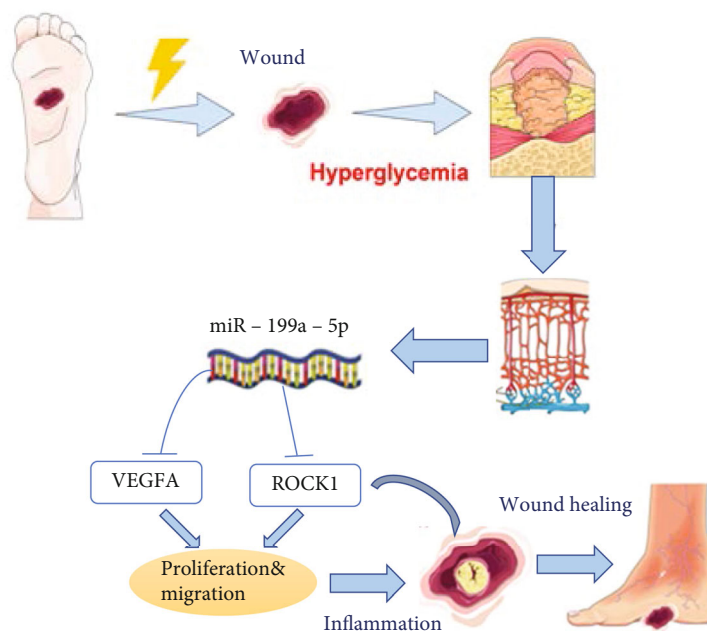 Wound
Hyperglycemia
miR – 199a – 5p
VEGFA
ROCK1
Wound healing
Proliferation&
migration
Inflammation